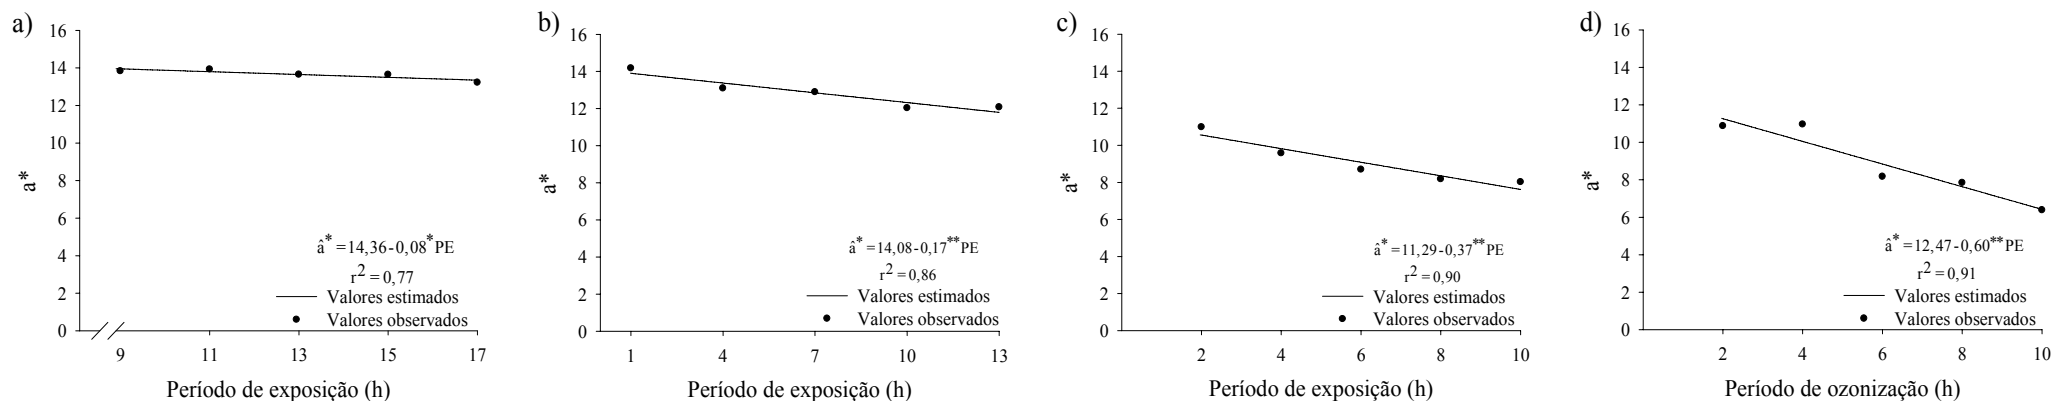 a)
16
14
12
10
8
6
4
2
0
a*
â* = 14,36 - 0,08*PE
r² = 0,77
Valores estimados
Valores observados
9 11 13 15 17
Período de exposição (h)
b)
16
14
12
10
8
6
4
2
0
a*
â* = 14,08 - 0,17**PE
r² = 0,86
Valores estimados
Valores observados
1 4 7 10 13
Período de exposição (h)
c)
16
14
12
10
8
6
4
2
0
a*
â* = 11,29 - 0,37**PE
r² = 0,90
Valores estimados
Valores observados
2 4 6 8 10
Período de exposição (h)
d)
16
14
12
10
8
6
4
2
0
a*
â* = 12,47 - 0,60**PE
r² = 0,91
Valores estimados
Valores observados
2 4 6 8 10
Período de ozonização (h)